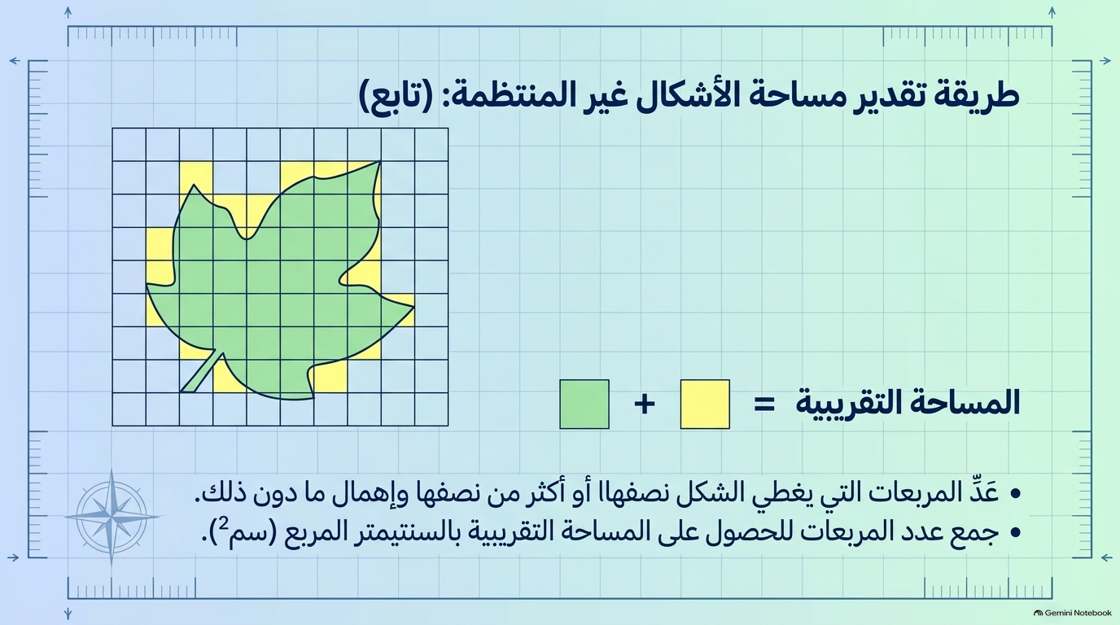 طريقة تقدير مساحة الأشكال غير المنتظمة: (تابع)
المساحة التقريبية = +
• عَدِّ المربعات التي يغطي الشكل نصفهاا أو أكثر من نصفها وإهمال ما دون ذلك.
• جمع عدد المربعات للحصول على المساحة التقريبية بالسنتيمتر المربع (سم²).
Gemini Notebook